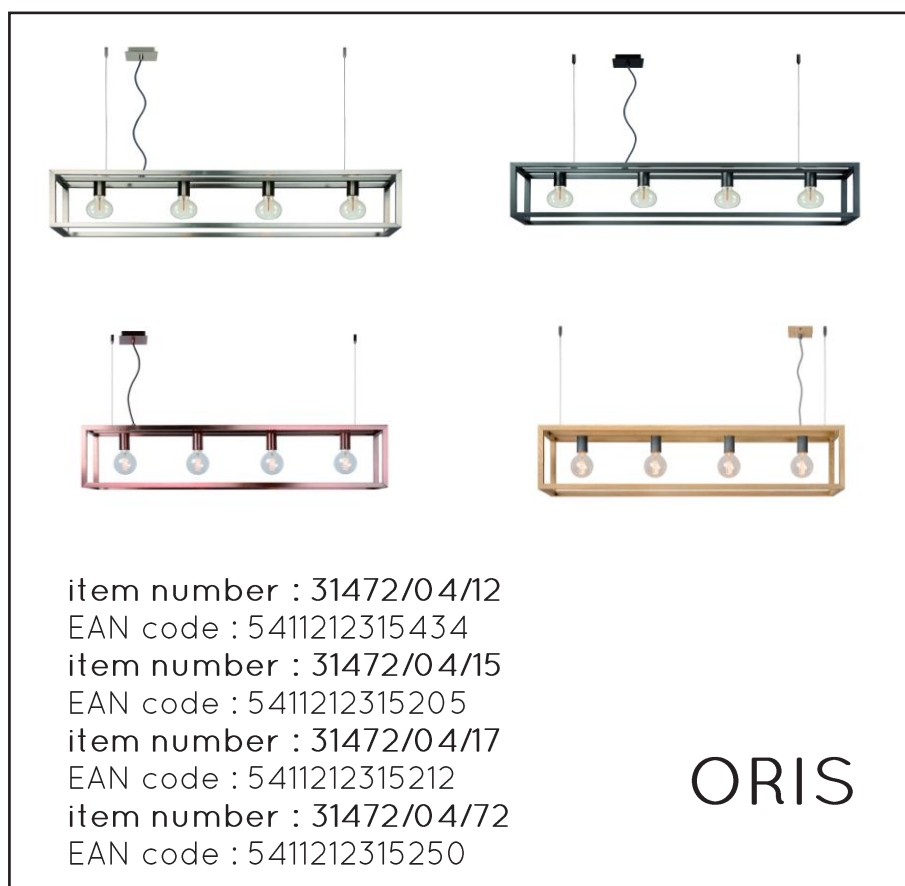 item number : 31472/04/12
EAN code : 5411212315434
item number : 31472/04/15
EAN code : 5411212315205
item number : 31472/04/17
EAN code : 5411212315212
item number : 31472/04/72
EAN code : 5411212315250
ORIS